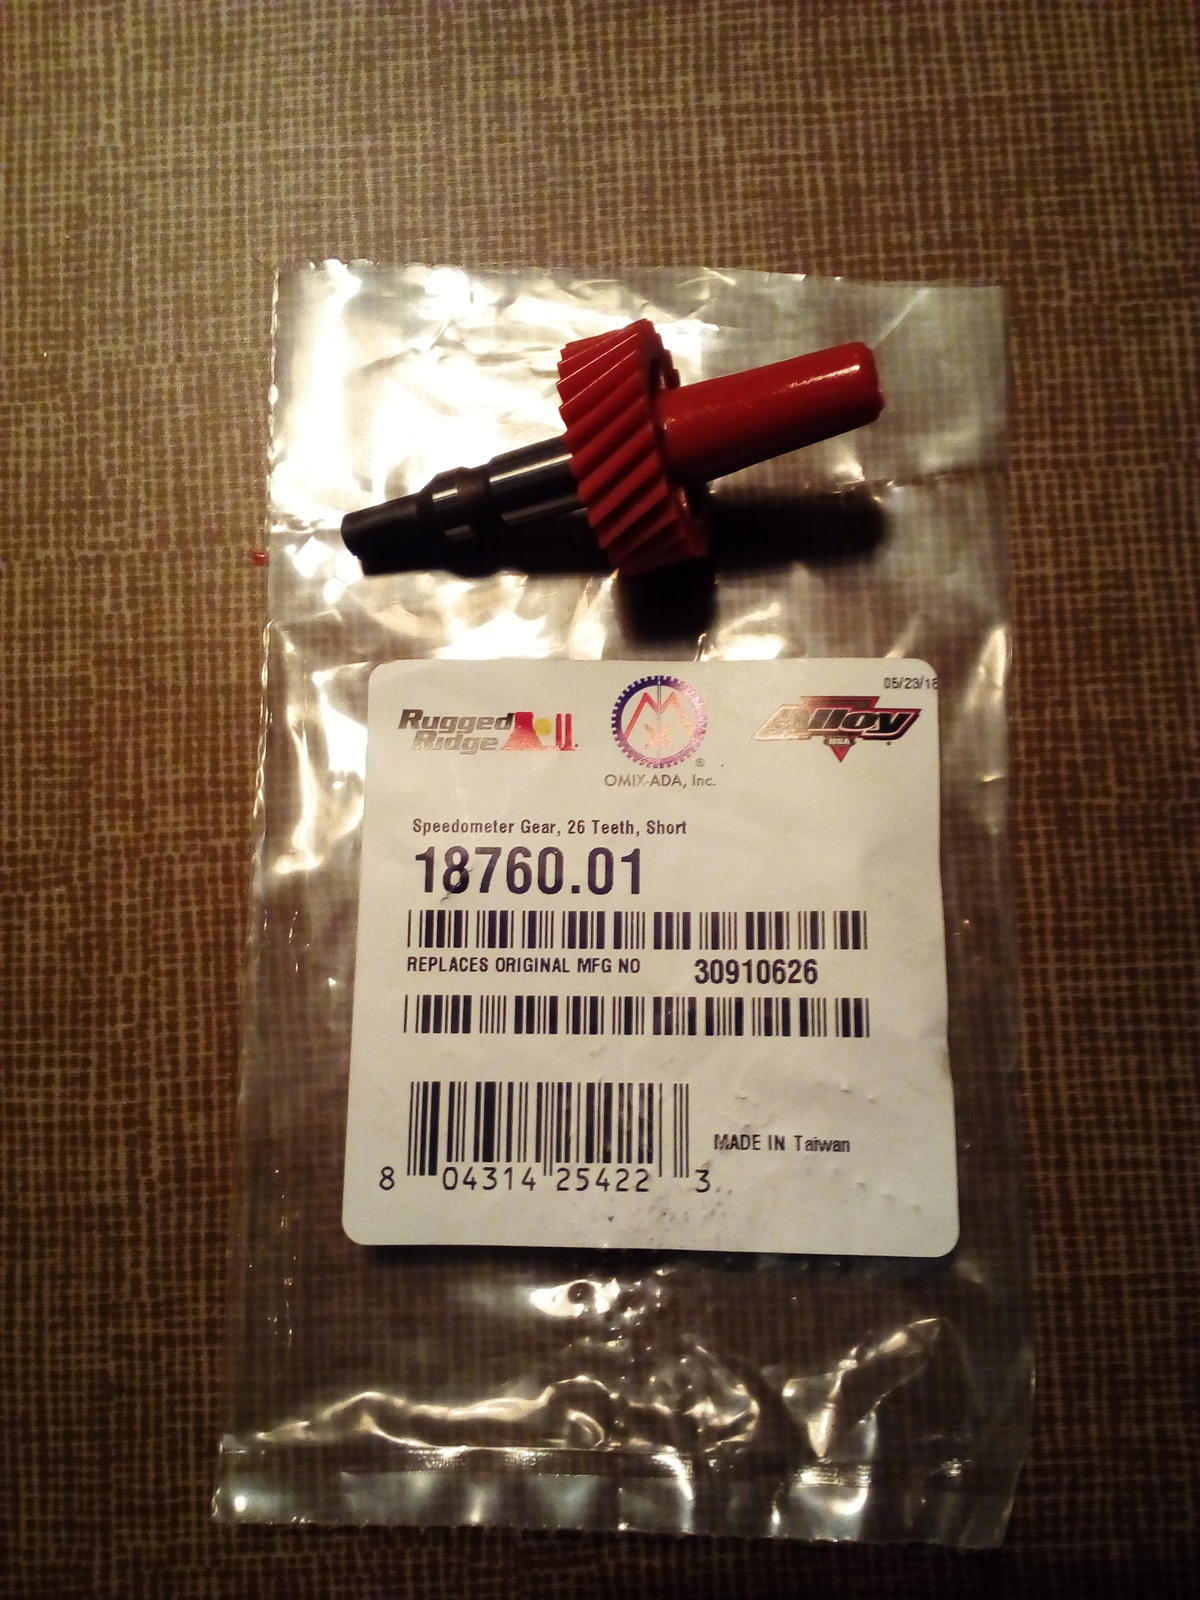 05/23/18
Rugged
Ridge
Alloy
USA
®
OMIX-ADA, Inc.
Speedometer Gear, 26 Teeth, Short
18760.01
REPLACES ORIGINAL MFG NO 30910626
MADE IN Taiwan
8 04314 25422 3